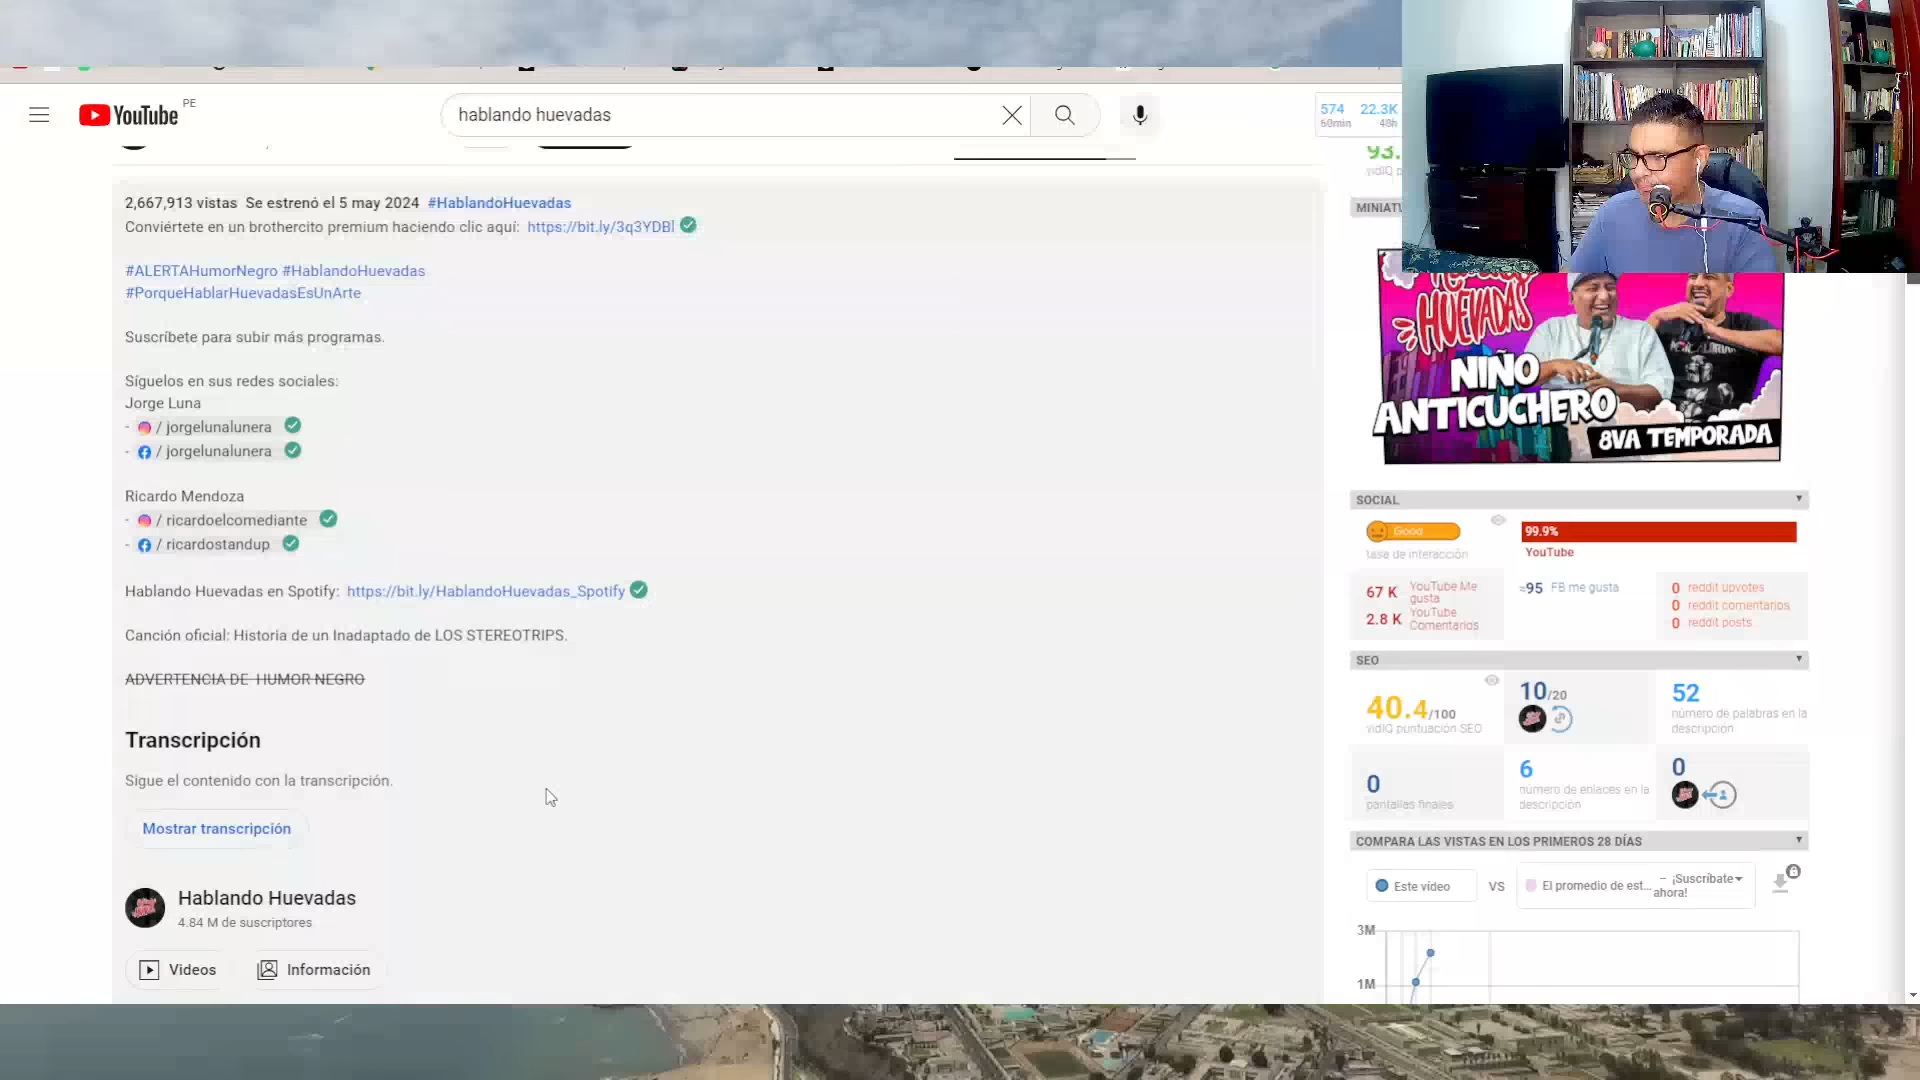 YouTube PE
hablando huevadas
574 22.3K
60min 48h
2,667,913 vistas Se estrenó el 5 may 2024 #HablandoHuevadas
Conviértete en un brothercito premium haciendo clic aquí: https://bit.ly/3q3YDBl
#ALERTAHumorNegro #HablandoHuevadas
#PorqueHablarHuevadasEsUnArte
Suscríbete para subir más programas.
Síguelos en sus redes sociales:
Jorge Luna
- / jorgelunalunera
- / jorgelunalunera
Ricardo Mendoza
- / ricardoelcomediante
- / ricardostandup
Hablando Huevadas en Spotify: https://bit.ly/HablandoHuevadas_Spotify
Canción oficial: Historia de un Inadaptado de LOS STEREOTRIPS.
ADVERTENCIA DE HUMOR NEGRO
Transcripción
Sigue el contenido con la transcripción.
Mostrar transcripción
Hablando Huevadas
4.84 M de suscriptores
Videos
Información
93.
vidIQ p
MINIATU
HUEVADAS
NIÑO
ANTICUCHERO
8VA TEMPORADA
SOCIAL
Good
tasa de interacción
99.9%
YouTube
67 K YouTube Me gusta
2.8 K YouTube Comentarios
≈95 FB me gusta
0 reddit upvotes
0 reddit comentarios
0 reddit posts
SEO
40.4/100
vidIQ puntuación SEO
10/20
52
número de palabras en la
descripción
0
pantallas finales
6
número de enlaces en la
descripción
0
COMPARA LAS VISTAS EN LOS PRIMEROS 28 DÍAS
Este vídeo
VS
El promedio de est... – ¡Suscríbate
ahora!
3M
1M